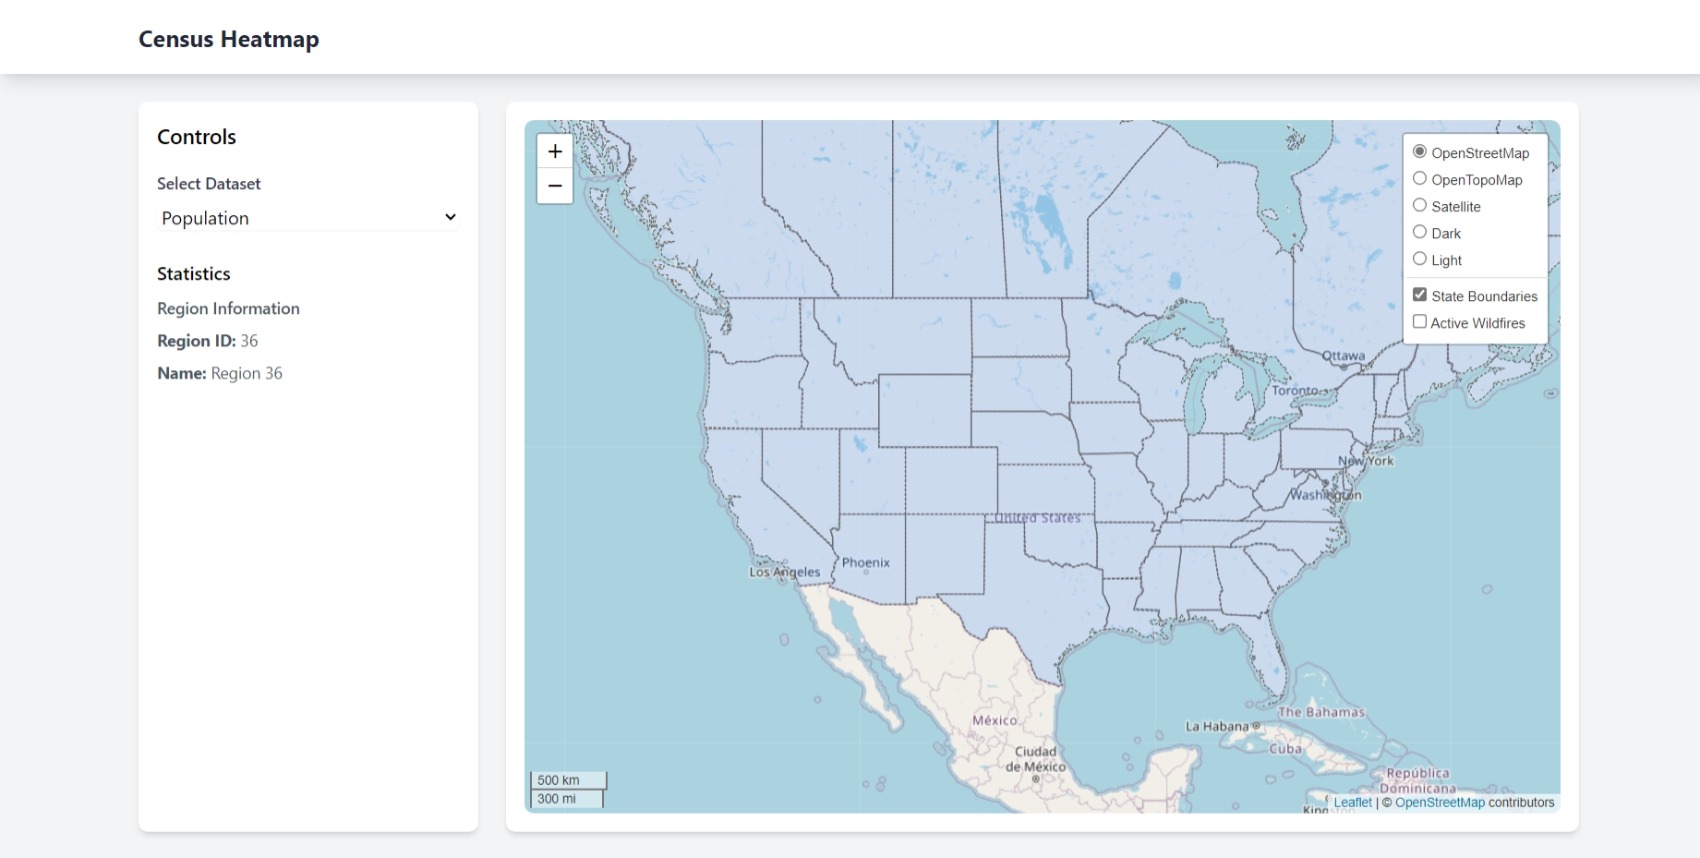 Census Heatmap
Controls
Select Dataset
Population
Statistics
Region Information
Region ID: 36
Name: Region 36
+
−
OpenStreetMap
OpenTopoMap
Satellite
Dark
Light
State Boundaries
Active Wildfires
Ottawa
Toronto
New York
Washington
United States
Phoenix
Los Angeles
México
La Habana
The Bahamas
Cuba
Ciudad
de México
República
Dominicana
500 km
300 mi
Leaflet | © OpenStreetMap contributors